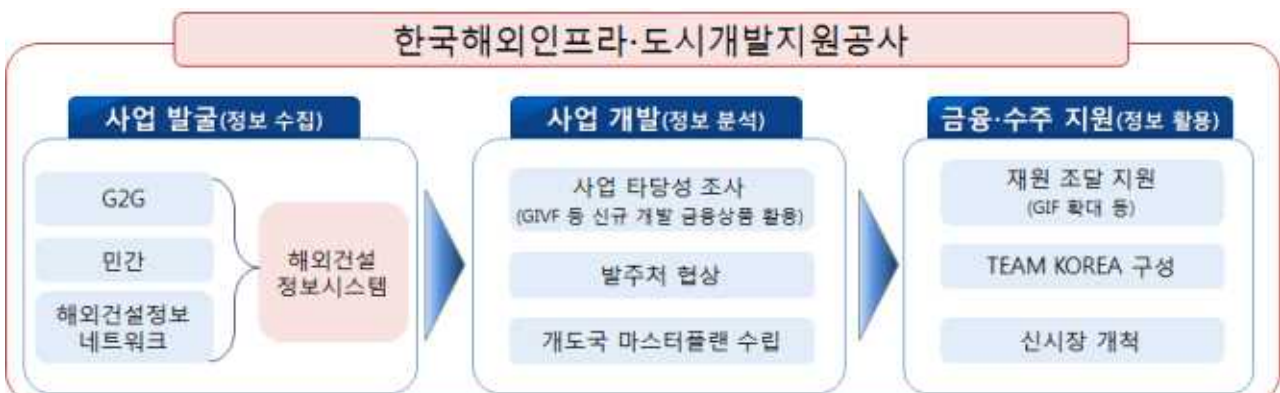 한국해외인프라·도시개발지원공사
사업 발굴(정보 수집)
G2G
민간
해외건설정보
네트워크
해외건설
정보시스템
사업 개발(정보 분석)
사업 타당성 조사
(GIVF 등 신규 개발 금융상품 활용)
발주처 협상
개도국 마스터플랜 수립
금융·수주 지원(정보 활용)
재원 조달 지원
(GIF 확대 등)
TEAM KOREA 구성
신시장 개척